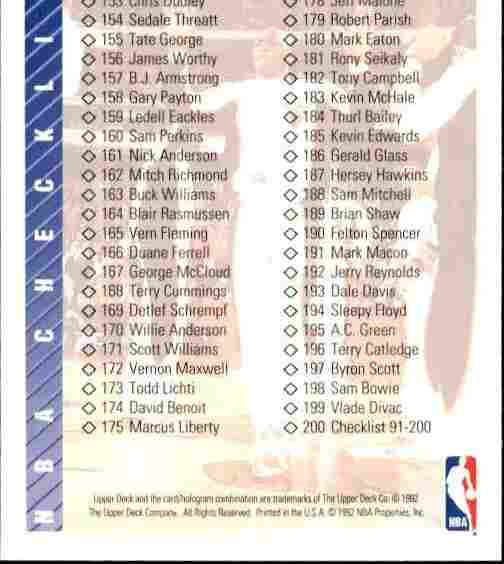 153 Chris Dudley
154 Sedale Threatt
155 Tate George
156 James Worthy
157 B.J. Armstrong
158 Gary Payton
159 Ledell Eackles
160 Sam Perkins
161 Nick Anderson
162 Mitch Richmond
163 Buck Williams
164 Blair Rasmussen
165 Vern Fleming
166 Duane Ferrell
167 George McCloud
168 Terry Cummings
169 Detlef Schrempf
170 Willie Anderson
171 Scott Williams
172 Vernon Maxwell
173 Todd Lichti
174 David Benoit
175 Marcus Liberty
178 Jeff Malone
179 Robert Parish
180 Mark Eaton
181 Rony Seikaly
182 Tony Campbell
183 Kevin McHale
184 Thurl Bailey
185 Kevin Edwards
186 Gerald Glass
187 Hersey Hawkins
188 Sam Mitchell
189 Brian Shaw
190 Felton Spencer
191 Mark Macon
192 Jerry Reynolds
193 Dale Davis
194 Sleepy Floyd
195 A.C. Green
196 Terry Catledge
197 Byron Scott
198 Sam Bowie
199 Vlade Divac
200 Checklist 91-200
NBA CHECKLI
Upper Deck and the card/hologram combination are trademarks of The Upper Deck Co. © 1992
The Upper Deck Company. All Rights Reserved. Printed in the U.S.A. © 1992 NBA Properties, Inc.
NBA